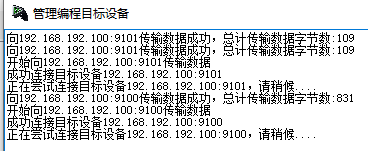 管理编程目标设备
向192.168.192.100:9101传输数据成功，总计传输数据字节数:109
向192.168.192.100:9101传输数据成功，总计传输数据字节数:109
开始向192.168.192.100:9101传输数据
成功连接目标设备192.168.192.100:9101
正在尝试连接目标设备192.168.192.100:9101，请稍候....
向192.168.192.100:9100传输数据成功，总计传输数据字节数:831
开始向192.168.192.100:9100传输数据
成功连接目标设备192.168.192.100:9100
正在尝试连接目标设备192.168.192.100:9100，请稍候....